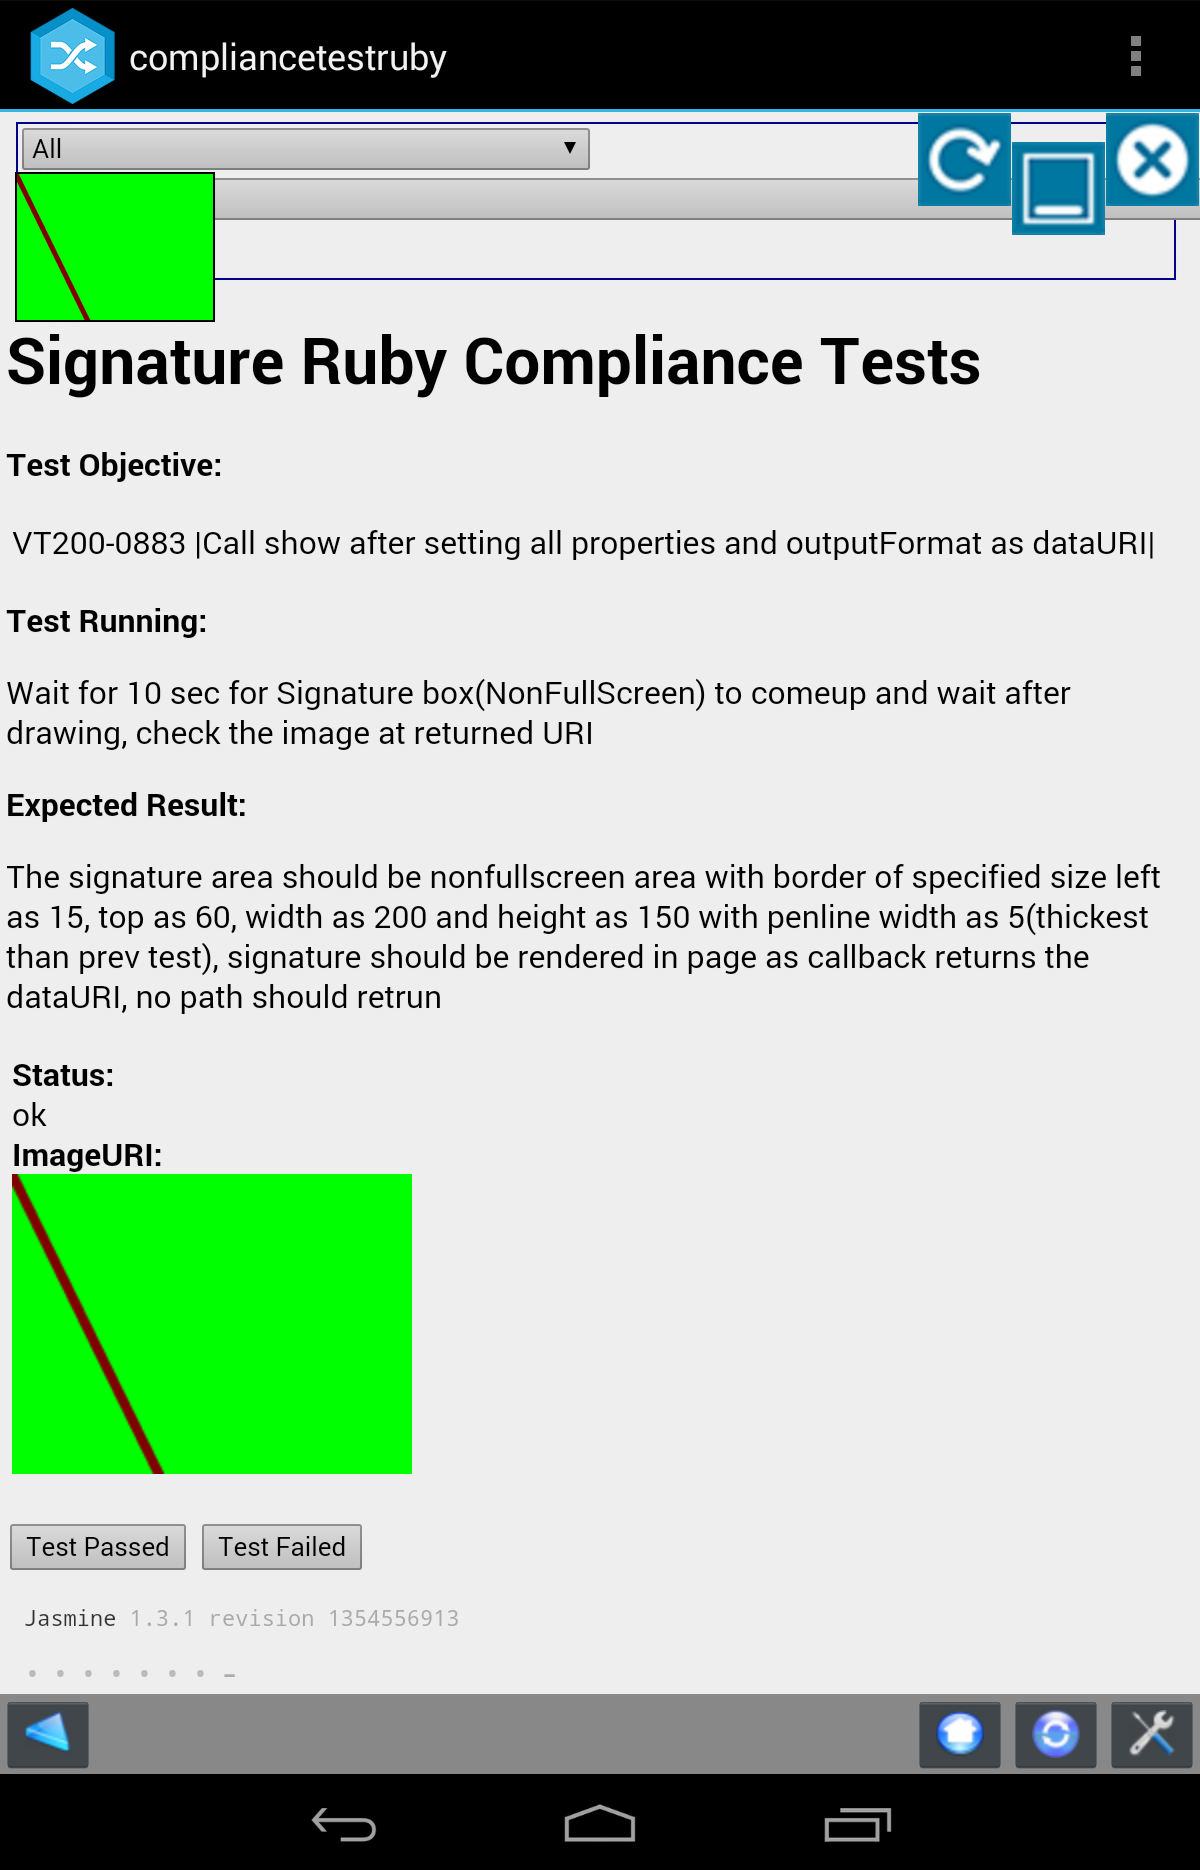 compliancetestruby
All
Signature Ruby Compliance Tests
Test Objective:
VT200-0883 |Call show after setting all properties and outputFormat as dataURI|
Test Running:
Wait for 10 sec for Signature box(NonFullScreen) to comeup and wait after
drawing, check the image at returned URI
Expected Result:
The signature area should be nonfullscreen area with border of specified size left
as 15, top as 60, width as 200 and height as 150 with penline width as 5(thickest
than prev test), signature should be rendered in page as callback returns the
dataURI, no path should retrun
Status:
ok
ImageURI:
Test Passed Test Failed
Jasmine 1.3.1 revision 1354556913